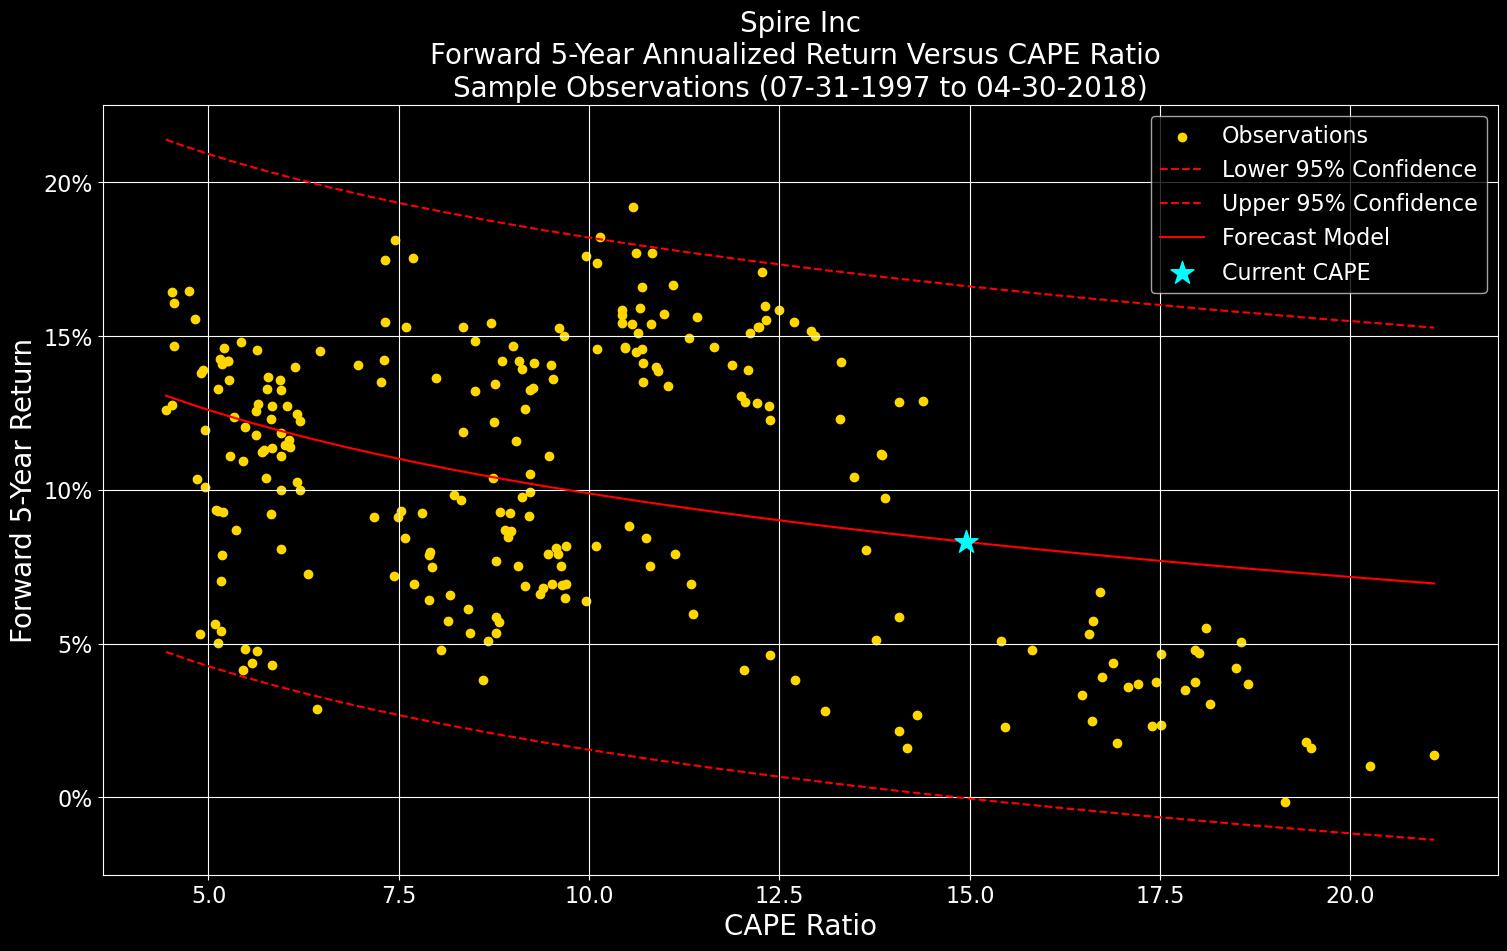 Spire Inc
Forward 5-Year Annualized Return Versus CAPE Ratio
Sample Observations (07-31-1997 to 04-30-2018)
Observations
Lower 95% Confidence
Upper 95% Confidence
Forecast Model
Current CAPE
Forward 5-Year Return
20%
15%
10%
5%
0%
5.0 7.5 10.0 12.5 15.0 17.5 20.0
CAPE Ratio